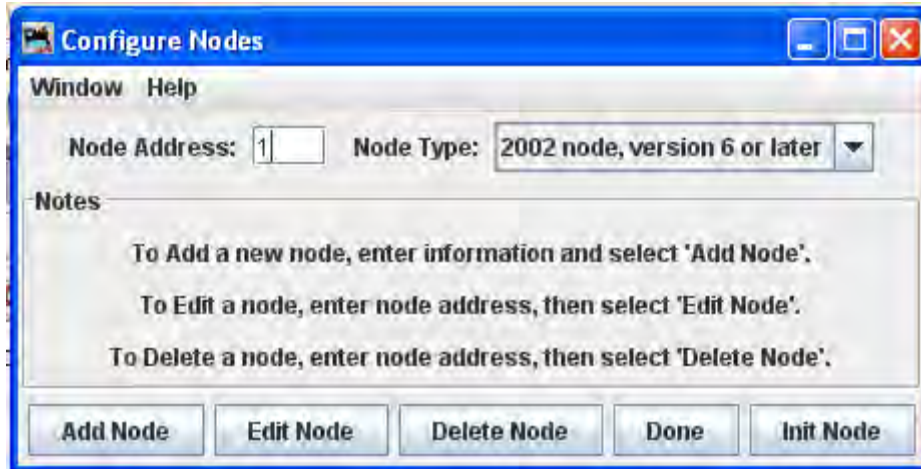 Configure Nodes
Window Help
Node Address: 1 Node Type: 2002 node, version 6 or later
Notes
To Add a new node, enter information and select 'Add Node'.
To Edit a node, enter node address, then select 'Edit Node'.
To Delete a node, enter node address, then select 'Delete Node'.
Add Node Edit Node Delete Node Done Init Node